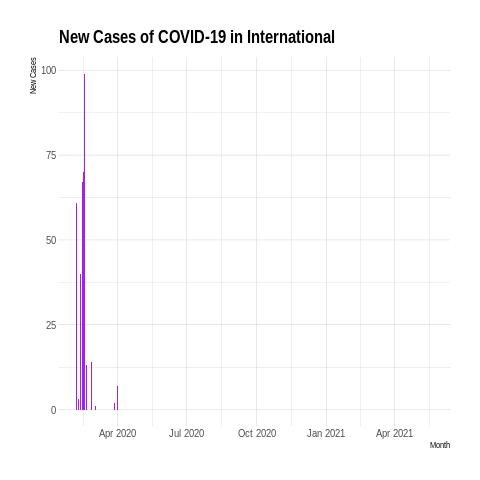 New Cases of COVID-19 in International
New Cases
100
75
50
25
0
Apr 2020 Jul 2020 Oct 2020 Jan 2021 Apr 2021
Month